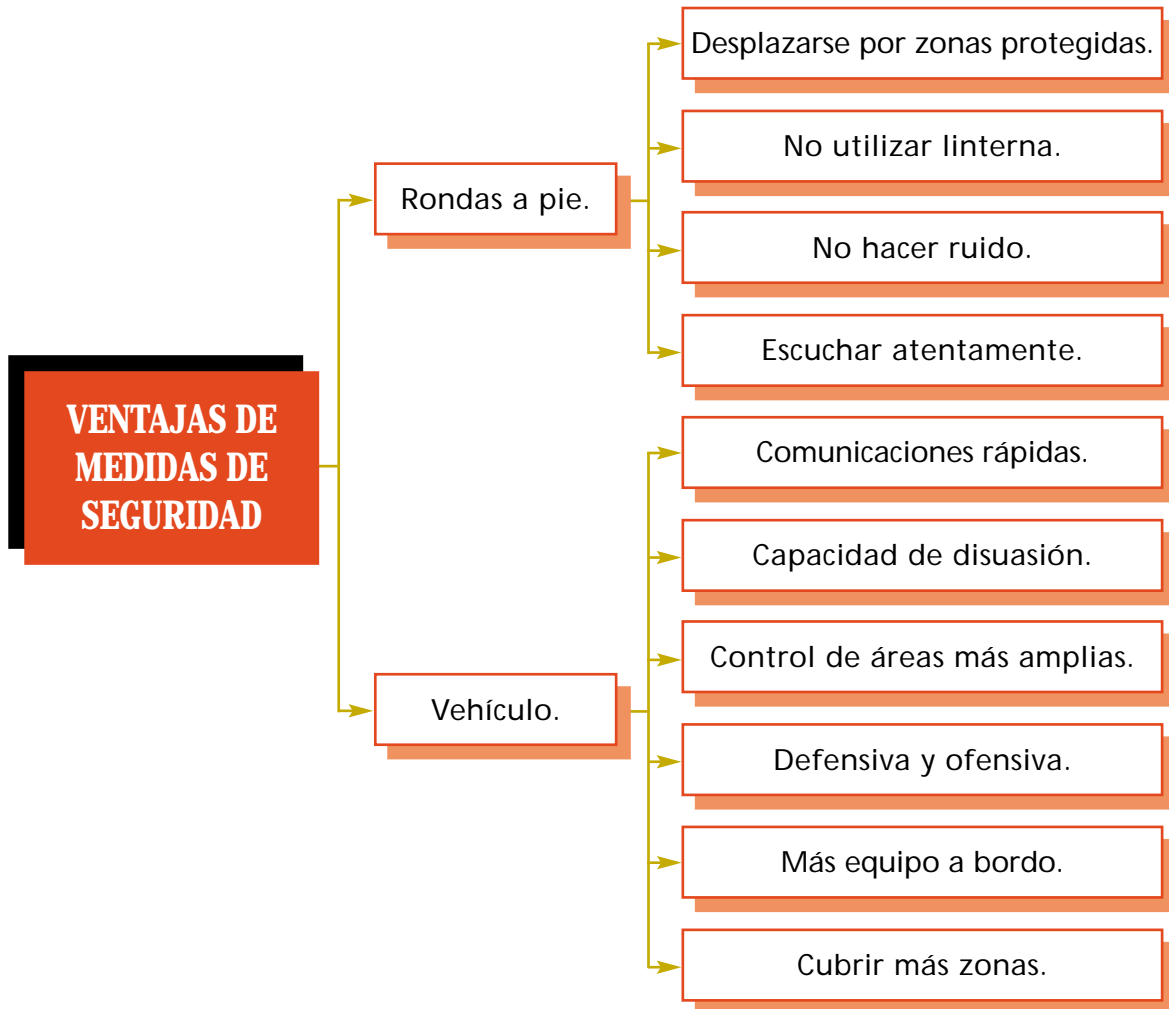 VENTAJAS DE
MEDIDAS DE
SEGURIDAD
Rondas a pie.
Desplazarse por zonas protegidas.
No utilizar linterna.
No hacer ruido.
Escuchar atentamente.
Vehículo.
Comunicaciones rápidas.
Capacidad de disuasión.
Control de áreas más amplias.
Defensiva y ofensiva.
Más equipo a bordo.
Cubrir más zonas.